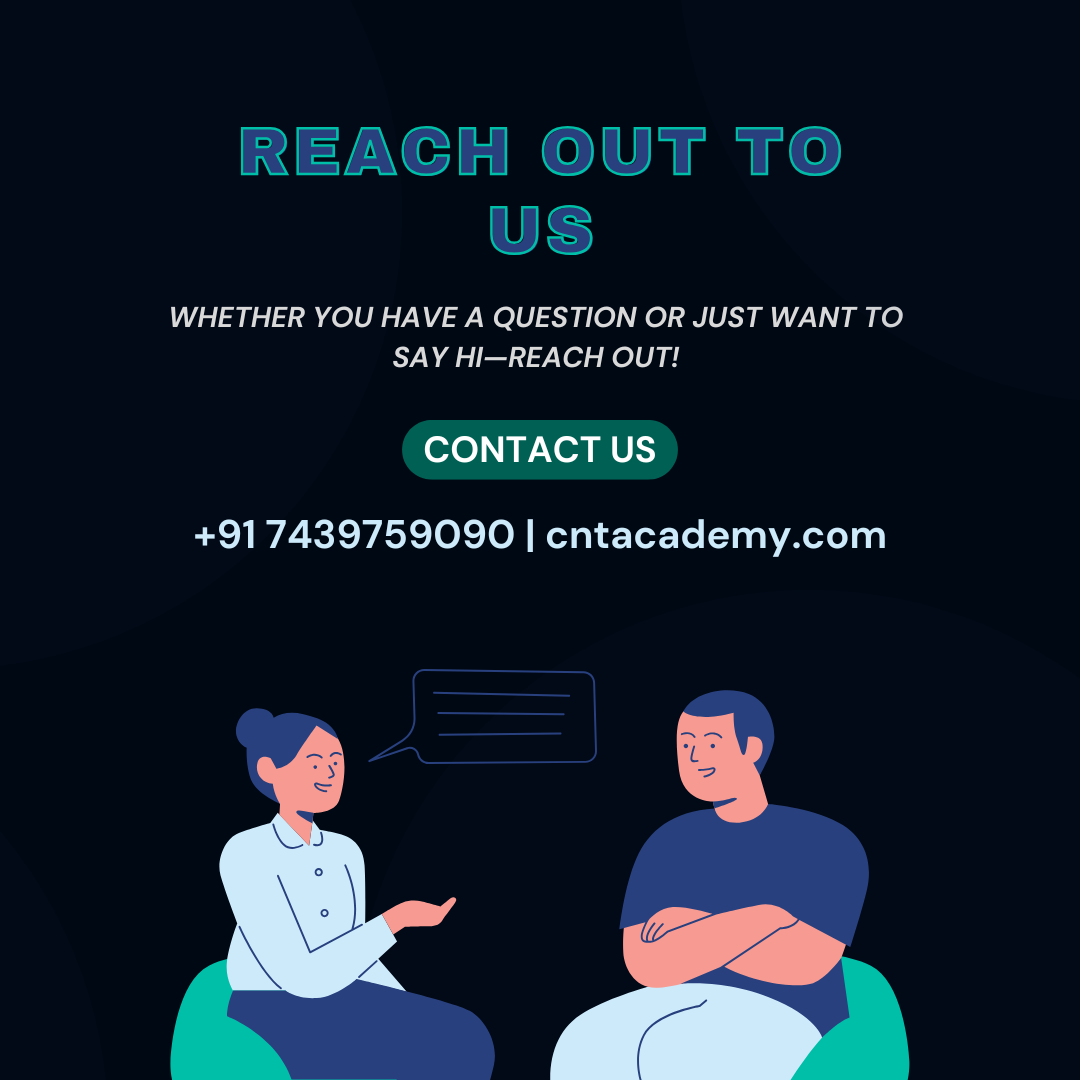 REACH OUT TO
US
WHETHER YOU HAVE A QUESTION OR JUST WANT TO
SAY HI—REACH OUT!
CONTACT US
+91 7439759090 | cntacademy.com